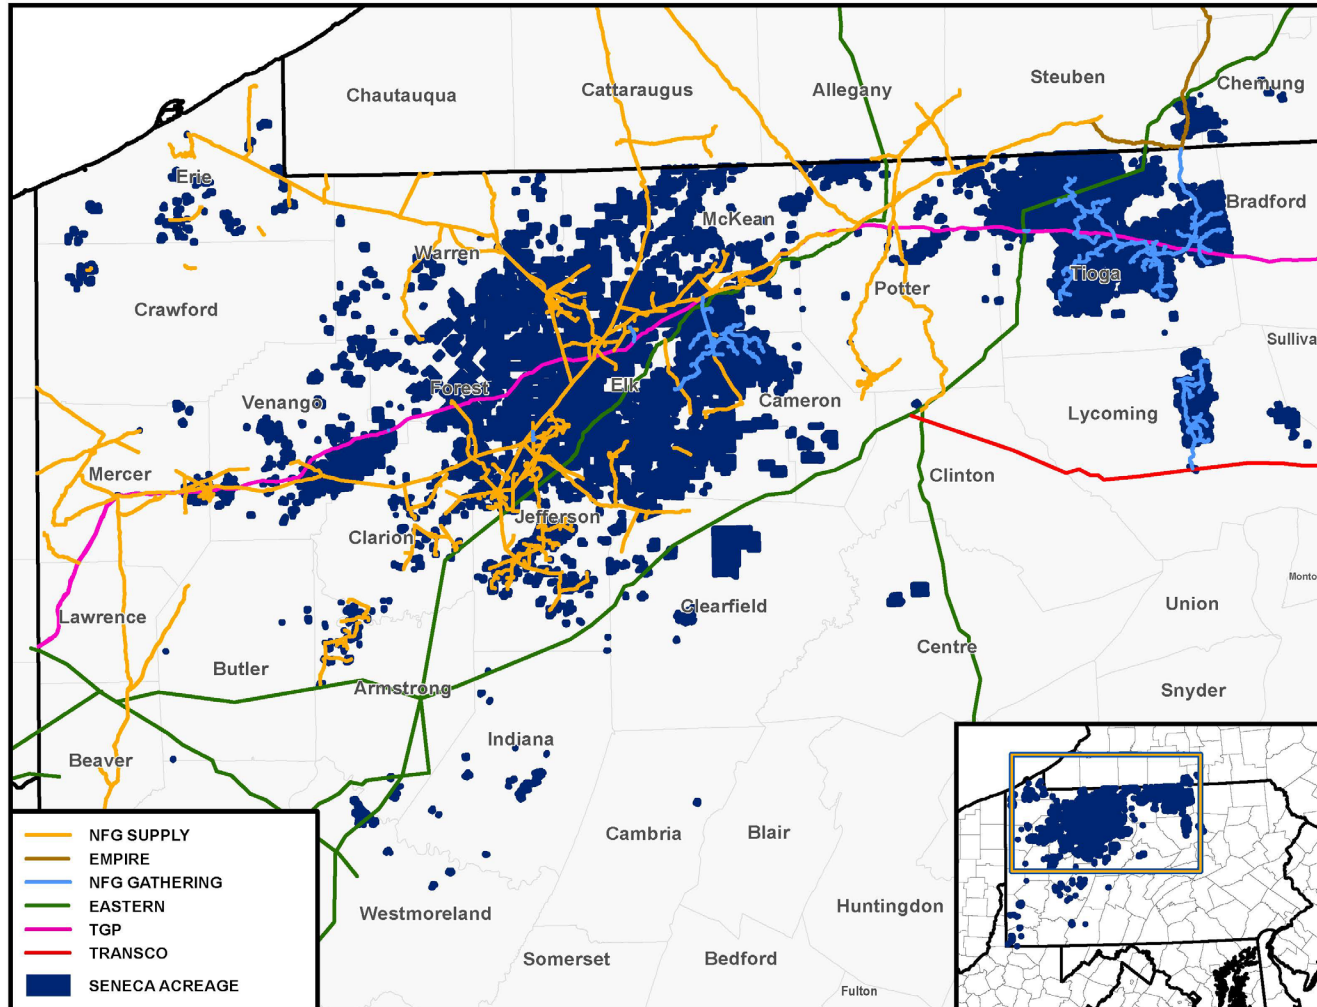 Steuben
Chemung
Chautauqua
Cattaraugus
Allegany
Erie
McKean
Bradford
Warren
Tioga
Potter
Crawford
Sulliva
Forest
Elk
Venango
Cameron
Lycoming
Mercer
Clinton
Jefferson
Clarion
Monto
Clearfield
Union
Lawrence
Centre
Butler
Armstrong
Snyder
Indiana
Beaver
Cambria
Blair
Huntingdon
Westmoreland
Somerset
Bedford
Fulton
NFG SUPPLY
EMPIRE
NFG GATHERING
EASTERN
TGP
TRANSCO
SENECA ACREAGE